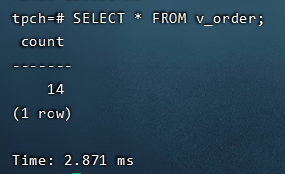 tpch=# SELECT * FROM v_order;
 count
-------
    14
(1 row)

Time: 2.871 ms